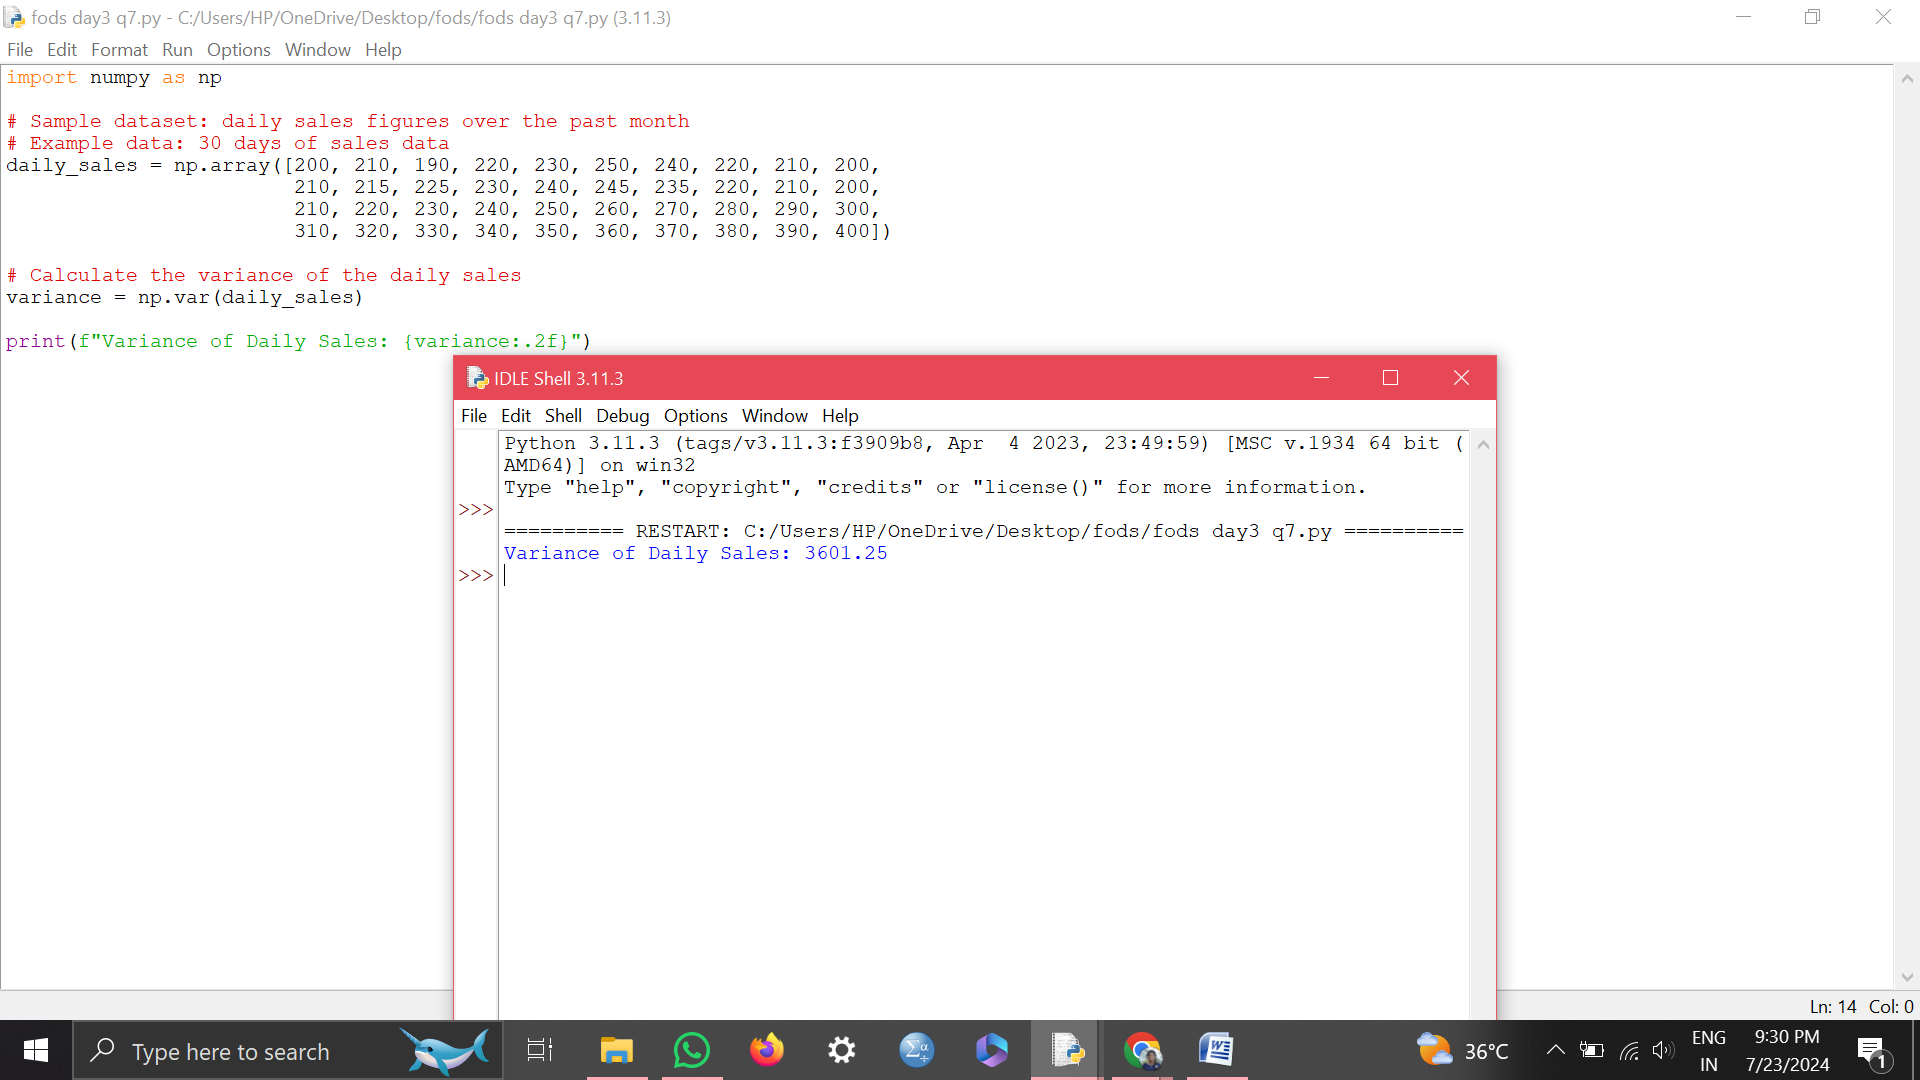 fods day3 q7.py - C:/Users/HP/OneDrive/Desktop/fods/fods day3 q7.py (3.11.3)
File Edit Format Run Options Window Help
import numpy as np
# Sample dataset: daily sales figures over the past month
# Example data: 30 days of sales data
daily_sales = np.array([200, 210, 190, 220, 230, 250, 240, 220, 210, 200,
210, 215, 225, 230, 240, 245, 235, 220, 210, 200,
210, 220, 230, 240, 250, 260, 270, 280, 290, 300,
310, 320, 330, 340, 350, 360, 370, 380, 390, 400])
# Calculate the variance of the daily sales
variance = np.var(daily_sales)
print(f"Variance of Daily Sales: {variance:.2f}")
IDLE Shell 3.11.3
File Edit Shell Debug Options Window Help
Python 3.11.3 (tags/v3.11.3:f3909b8, Apr  4 2023, 23:49:59) [MSC v.1934 64 bit (
AMD64)] on win32
Type "help", "copyright", "credits" or "license()" for more information.
>>>
========== RESTART: C:/Users/HP/OneDrive/Desktop/fods/fods day3 q7.py ==========
Variance of Daily Sales: 3601.25
>>>
Ln: 14 Col: 0
Type here to search
36°C
ENG
IN
9:30 PM
7/23/2024
1